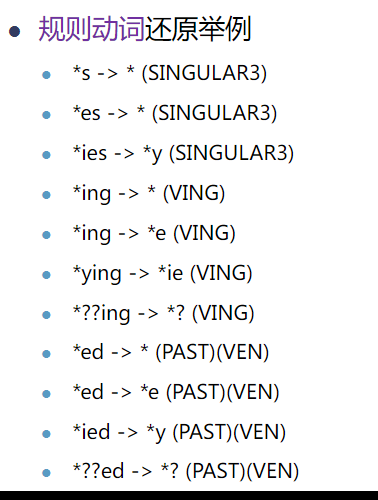 规则动词还原举例
*s -> * (SINGULAR3)
*es -> * (SINGULAR3)
*ies -> *y (SINGULAR3)
*ing -> * (VING)
*ing -> *e (VING)
*ying -> *ie (VING)
*??ing -> *? (VING)
*ed -> * (PAST)(VEN)
*ed -> *e (PAST)(VEN)
*ied -> *y (PAST)(VEN)
*??ed -> *? (PAST)(VEN)